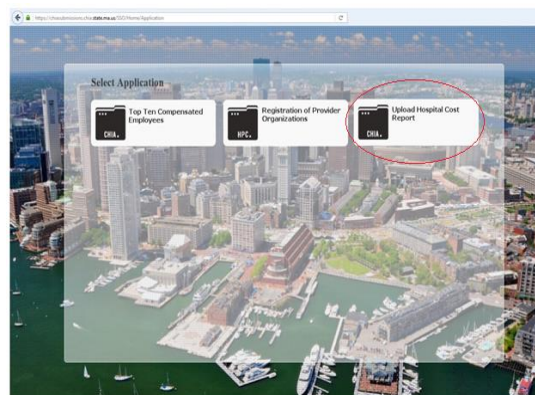 Select Application
Top Ten Compensated
Employees
CHIA.
Registration of Provider
Organizations
HPC.
Upload Hospital Cost
Report
CHIA.